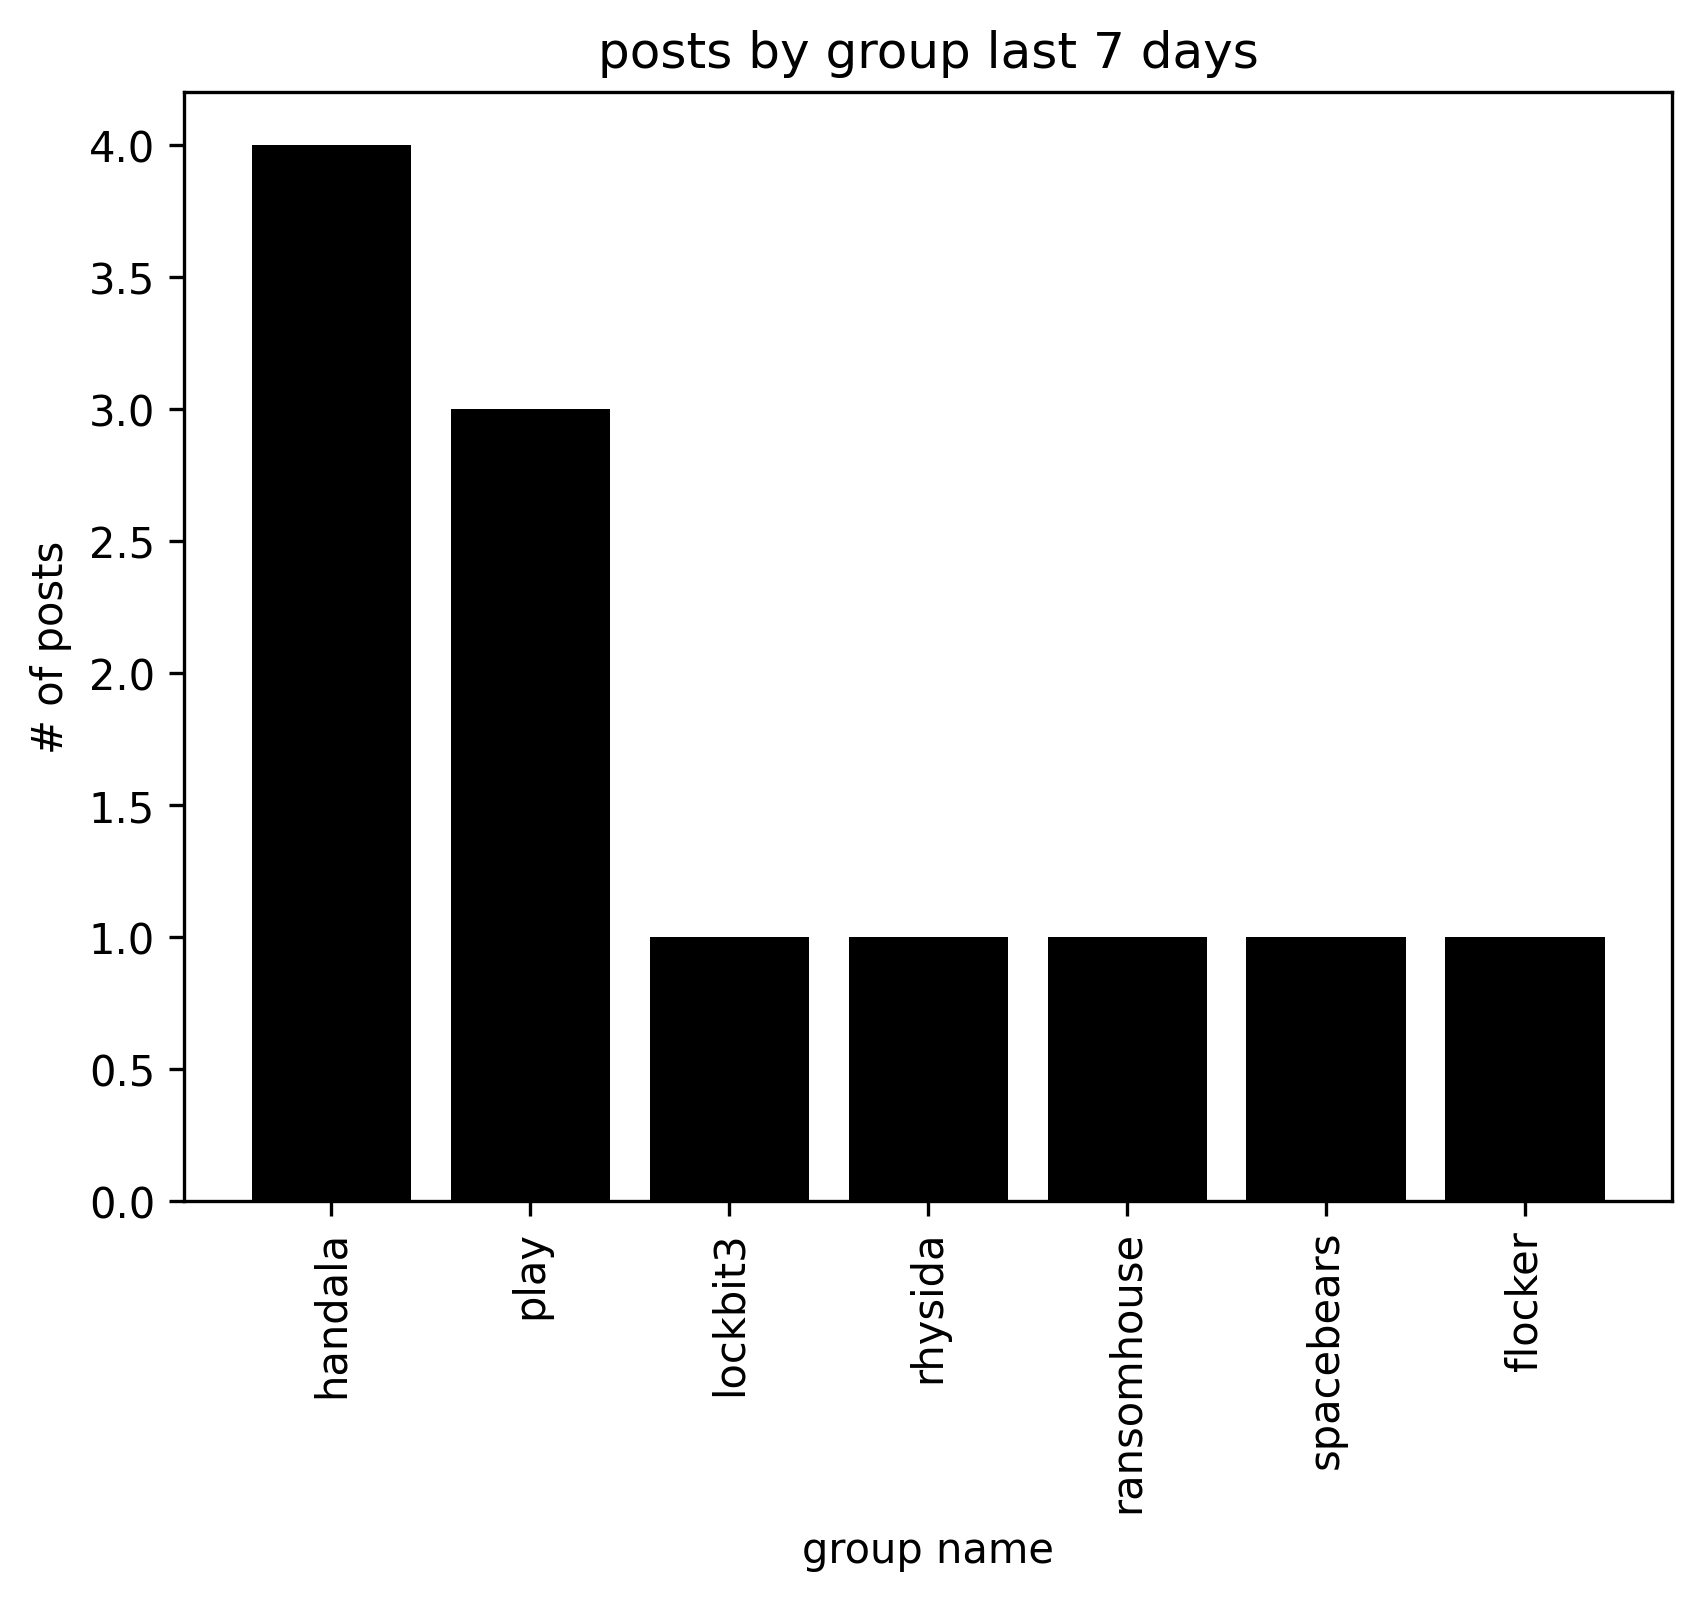 posts by group last 7 days
# of posts
4.0
3.5
3.0
2.5
2.0
1.5
1.0
0.5
0.0
handala
play
lockbit3
rhysida
ransomhouse
spacebears
flocker
group name